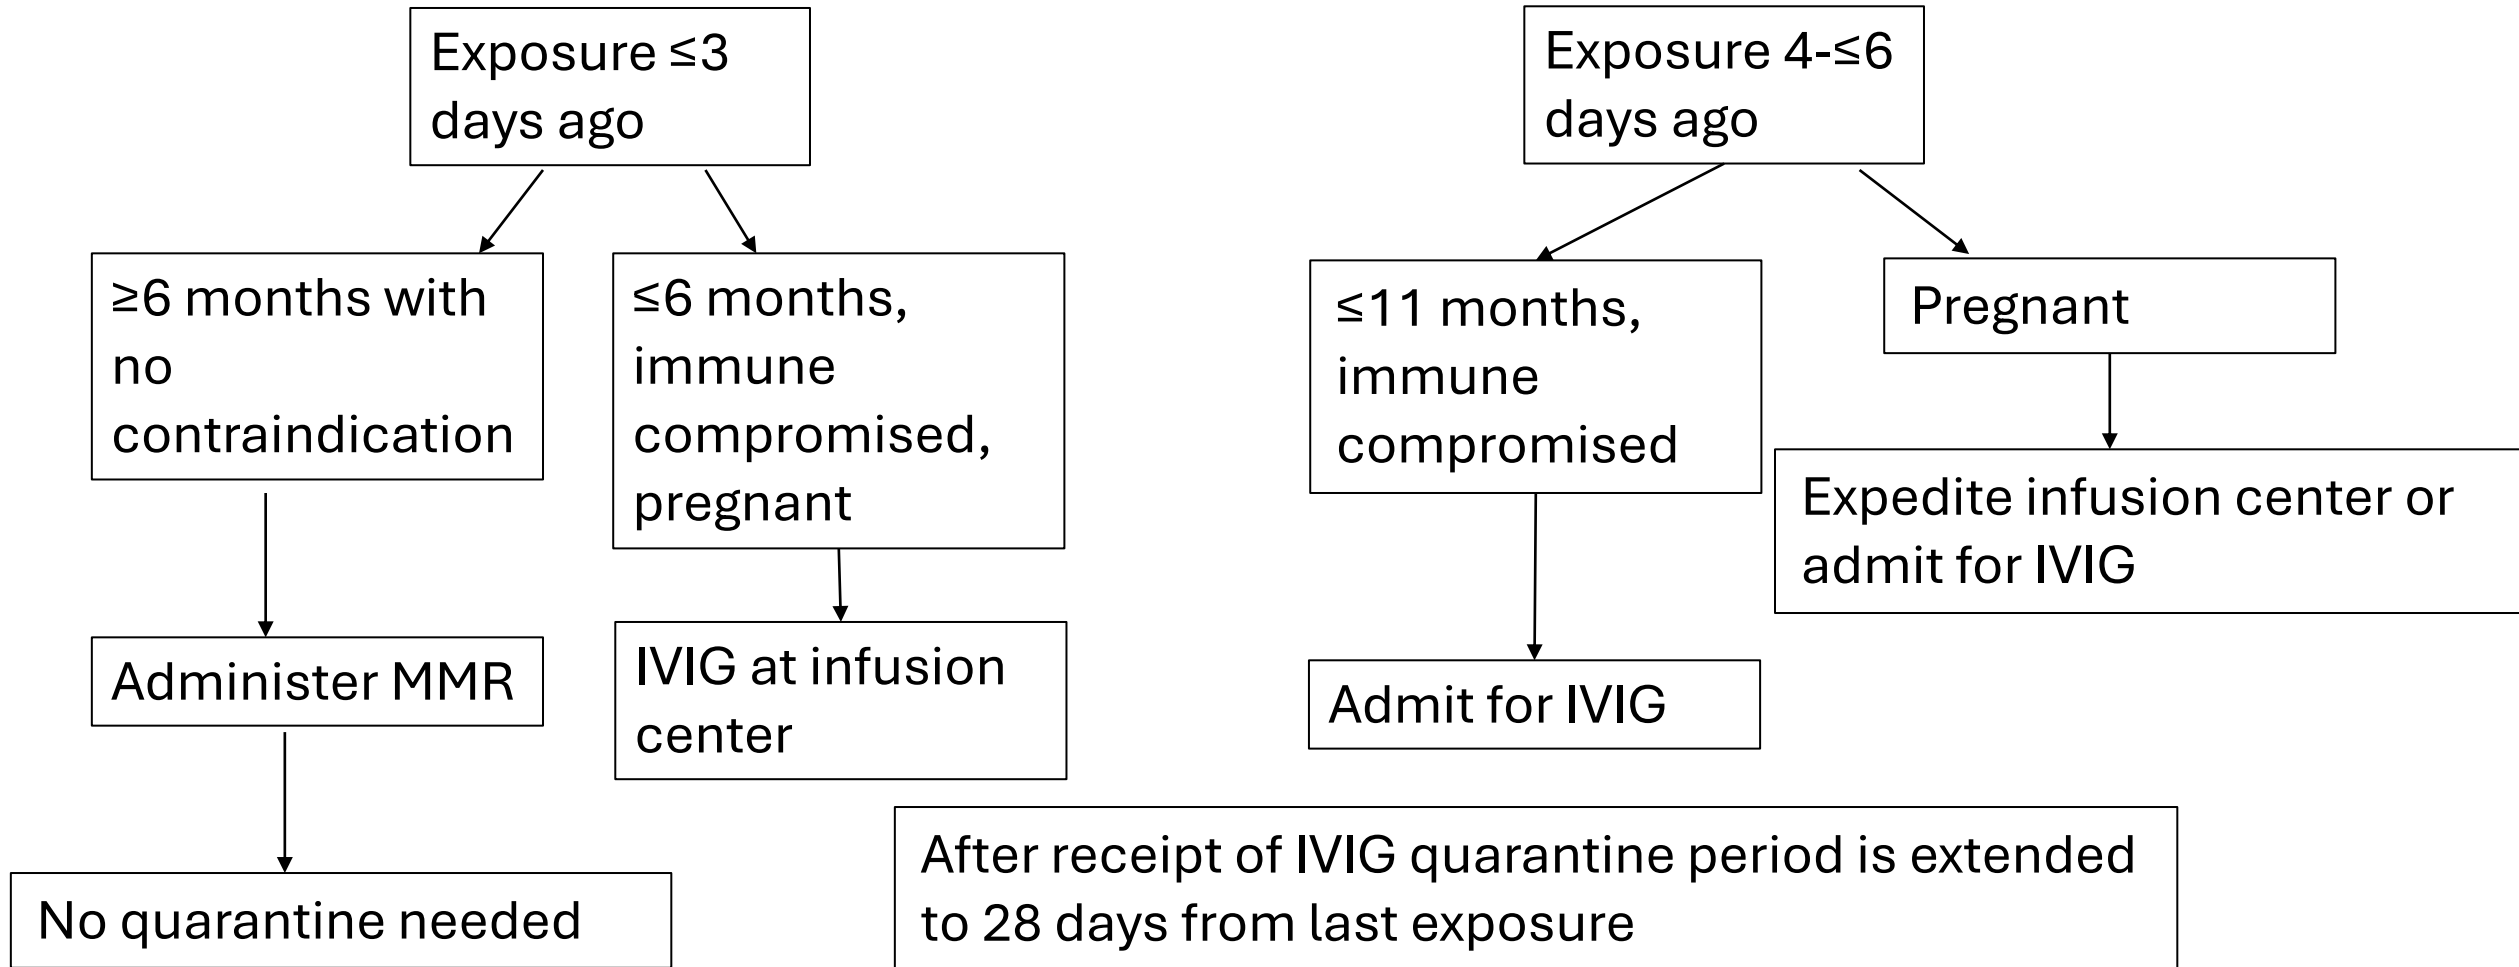 Exposure ≤3
days ago
Exposure 4-≤6
days ago
≥6 months with
no
contraindication
≤6 months,
immune
compromised,
pregnant
≤11 months,
immune
compromised
Pregnant
Expedite infusion center or
admit for IVIG
Administer MMR
IVIG at infusion
center
Admit for IVIG
No quarantine needed
After receipt of IVIG quarantine period is extended
to 28 days from last exposure